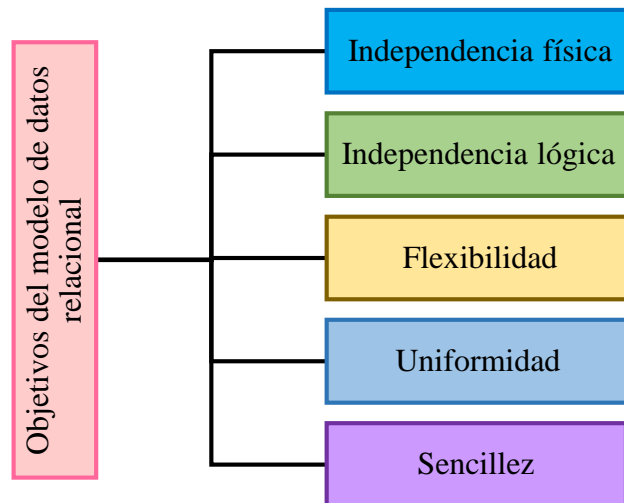 Objetivos del modelo de datos
relacional
Independencia física
Independencia lógica
Flexibilidad
Uniformidad
Sencillez